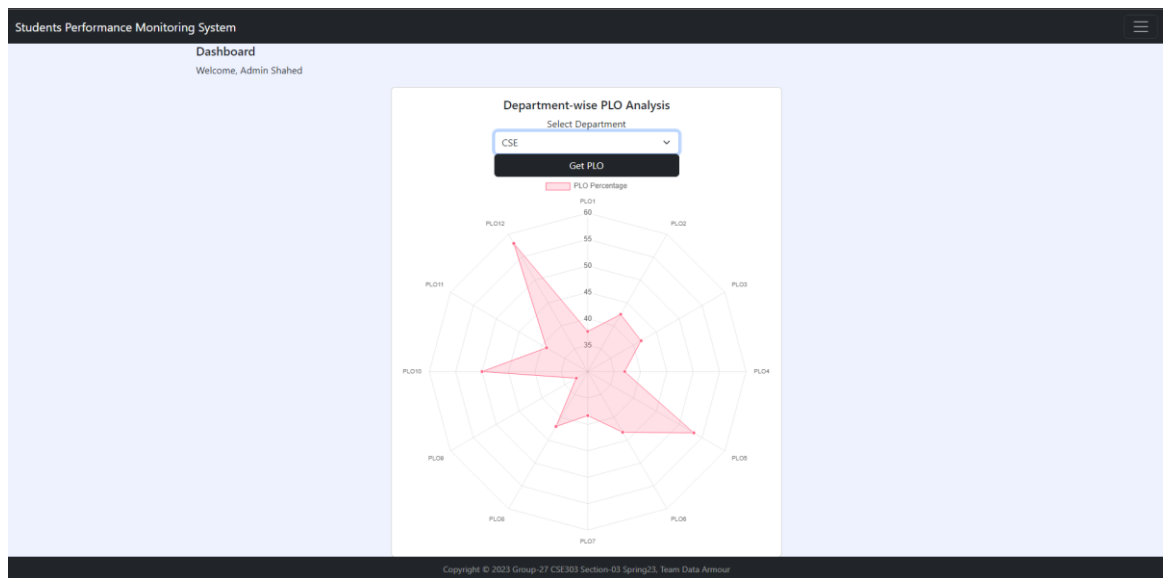 Students Performance Monitoring System
Dashboard
Welcome, Admin Shahed
Department-wise PLO Analysis
Select Department
CSE
Get PLO
PLO Percentage
PLO1
PLO2
PLO3
PLO4
PLO5
PLO6
PLO7
PLO8
PLO9
PLO10
PLO11
PLO12
60
55
50
45
40
35
Copyright © 2023 Group-27 CSE303 Section-03 Spring23, Team Data Armour